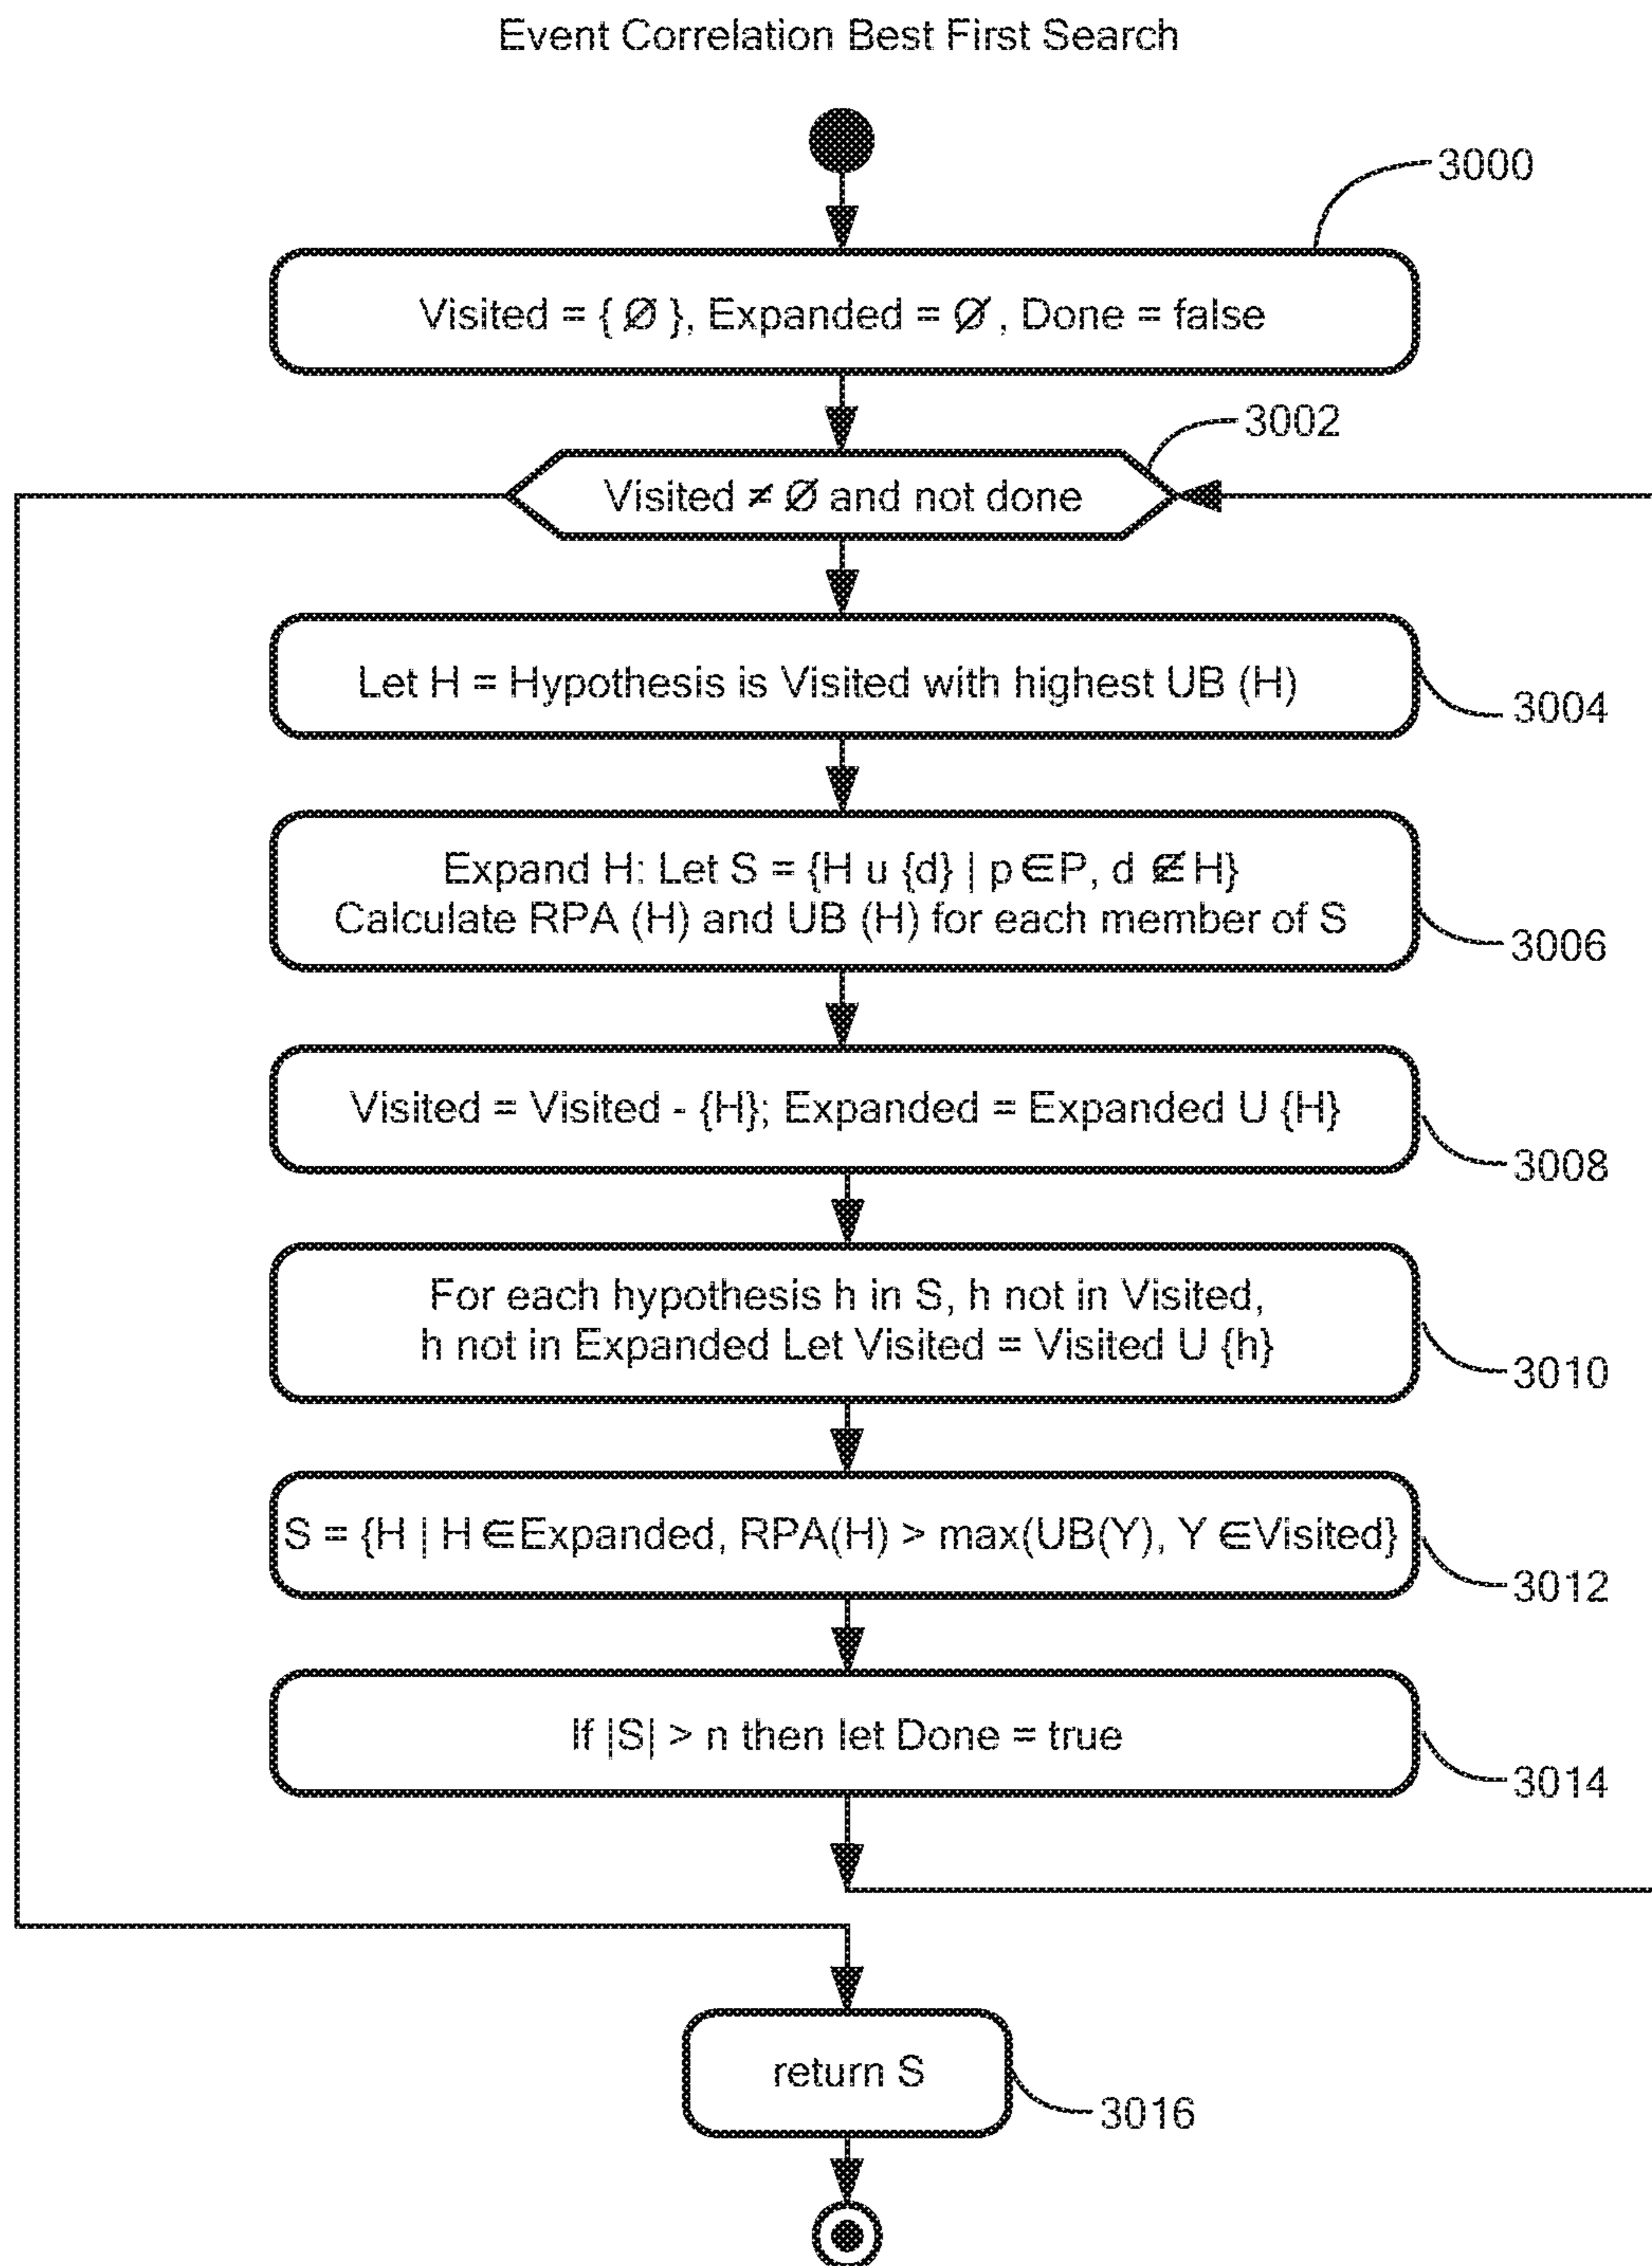 Event Correlation Best First Search
3000
Visited = { Ø }, Expanded = Ø , Done = false
3002
Visited ≠ Ø and not done
Let H = Hypothesis is Visited with highest UB (H)
3004
Expand H: Let S = {H u {d} | p ∈ P, d ∉ H}
Calculate RPA (H) and UB (H) for each member of S
3006
Visited = Visited - {H}; Expanded = Expanded U {H}
3008
For each hypothesis h in S, h not in Visited,
h not in Expanded Let Visited = Visited U {h}
3010
S = {H | H ∈ Expanded, RPA(H) > max(UB(Y), Y ∈ Visited}
3012
If |S| > n then let Done = true
3014
return S
3016